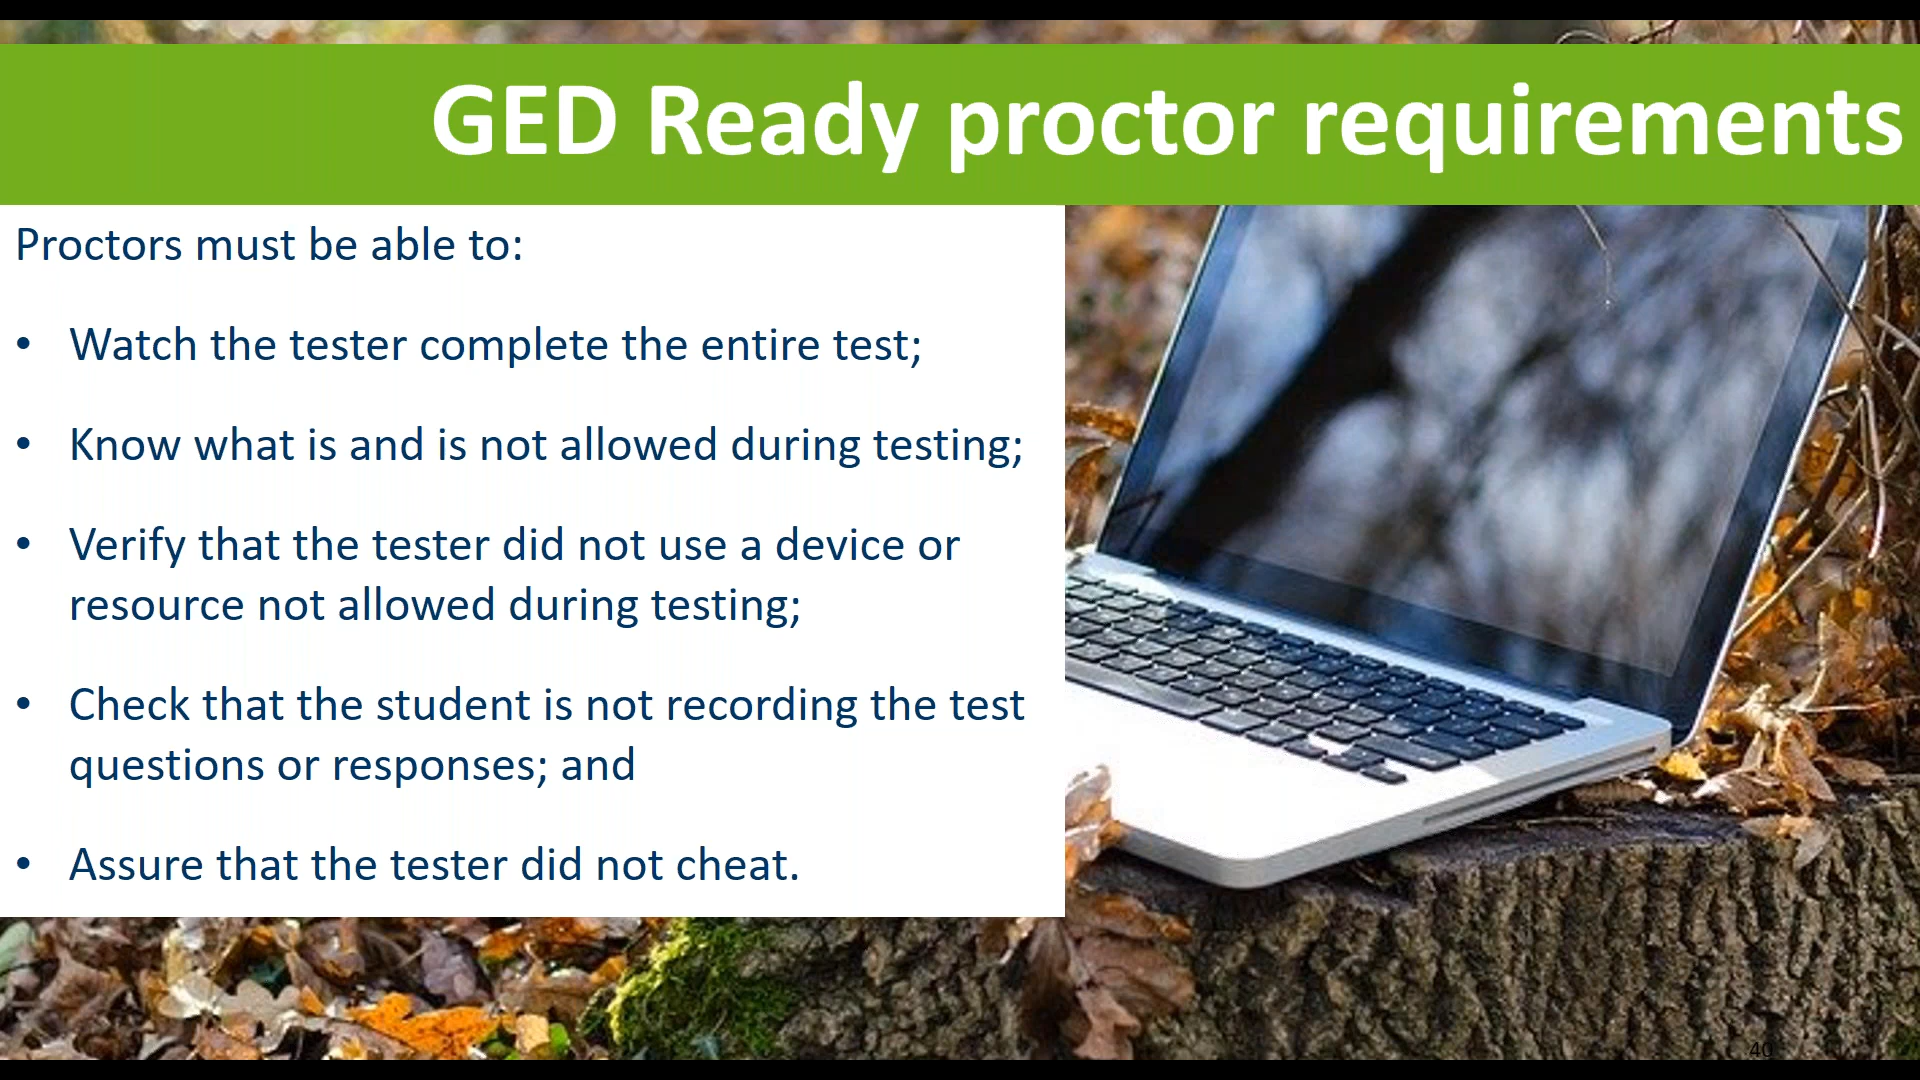 GED Ready proctor requirements
Proctors must be able to:
• Watch the tester complete the entire test;
• Know what is and is not allowed during testing;
• Verify that the tester did not use a device or
resource not allowed during testing;
• Check that the student is not recording the test
questions or responses; and
• Assure that the tester did not cheat.
40